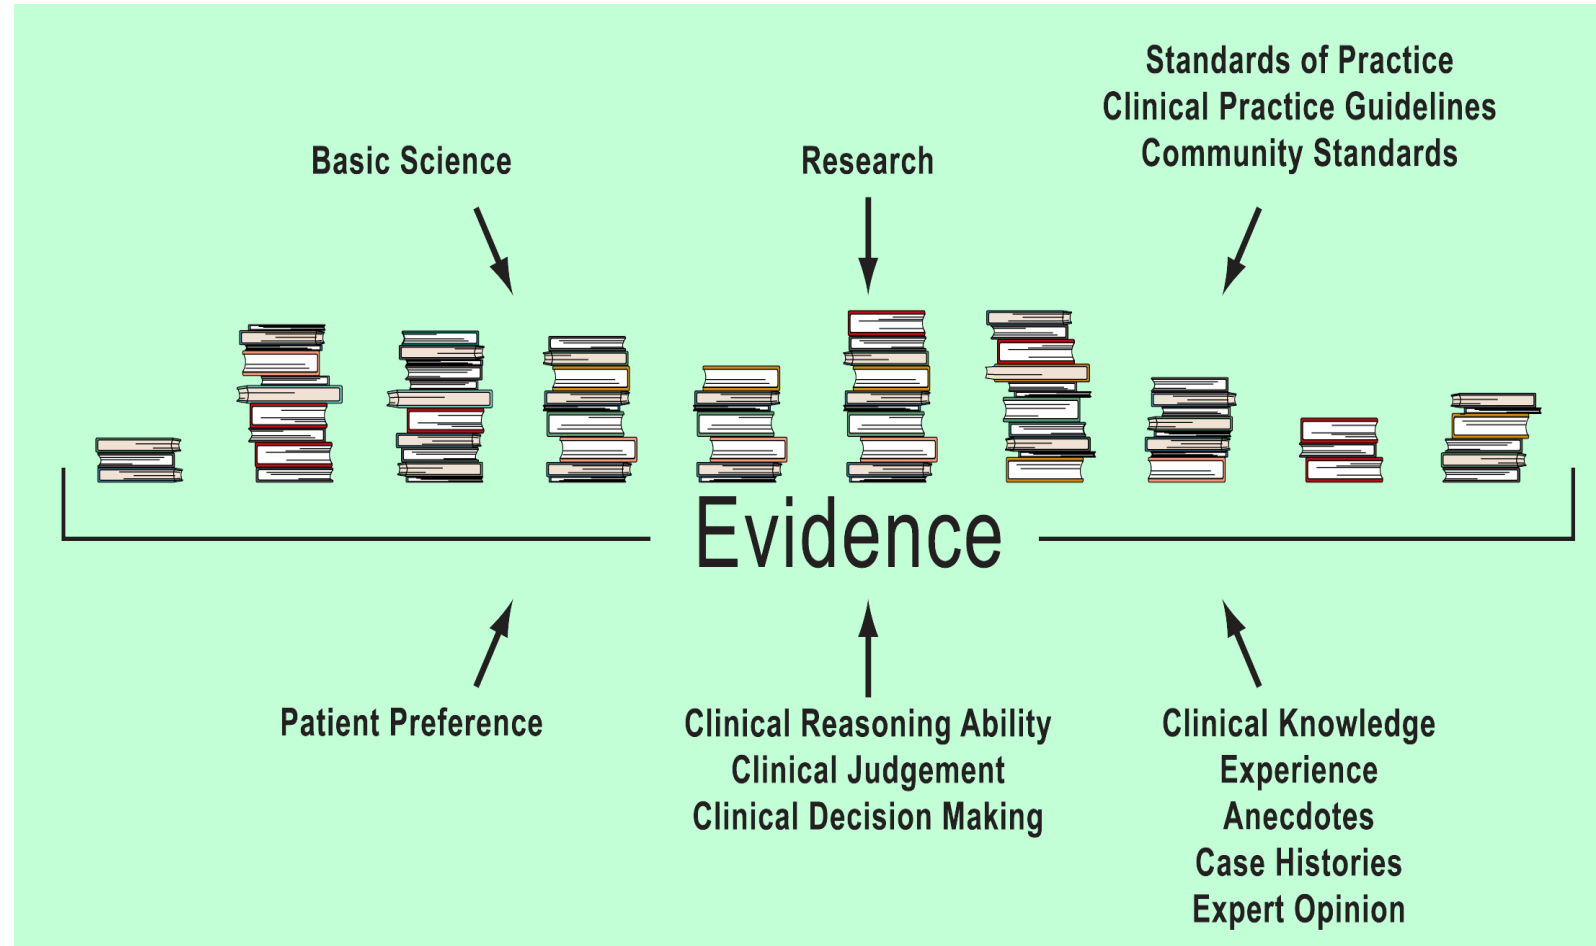 Standards of Practice
Clinical Practice Guidelines
Community Standards
Basic Science
Research
Evidence
Patient Preference
Clinical Reasoning Ability
Clinical Judgement
Clinical Decision Making
Clinical Knowledge
Experience
Anecdotes
Case Histories
Expert Opinion